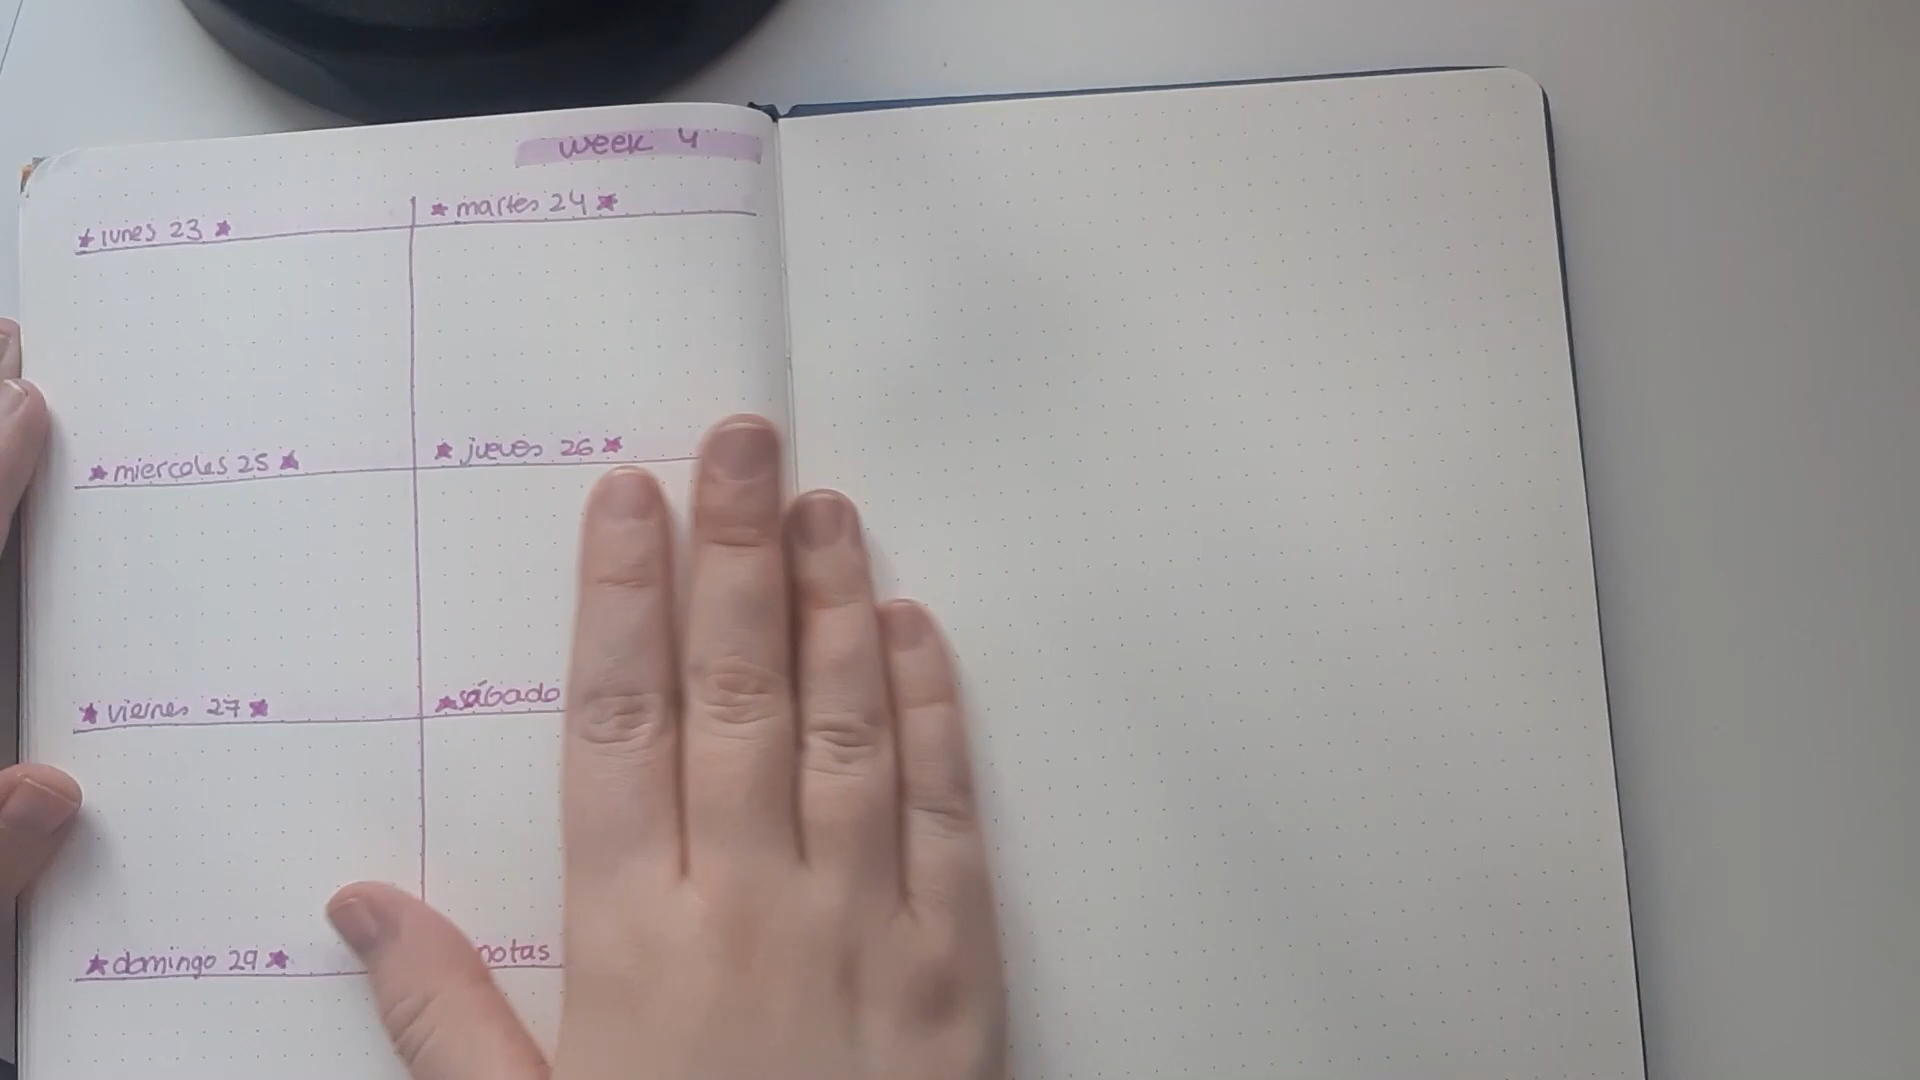 week 4
★ lunes 23 ★
★ martes 24 ★
★ miercoles 25 ★
★ jueves 26 ★
★ viernes 27 ★
★ sábado
★ domingo 29 ★
notas